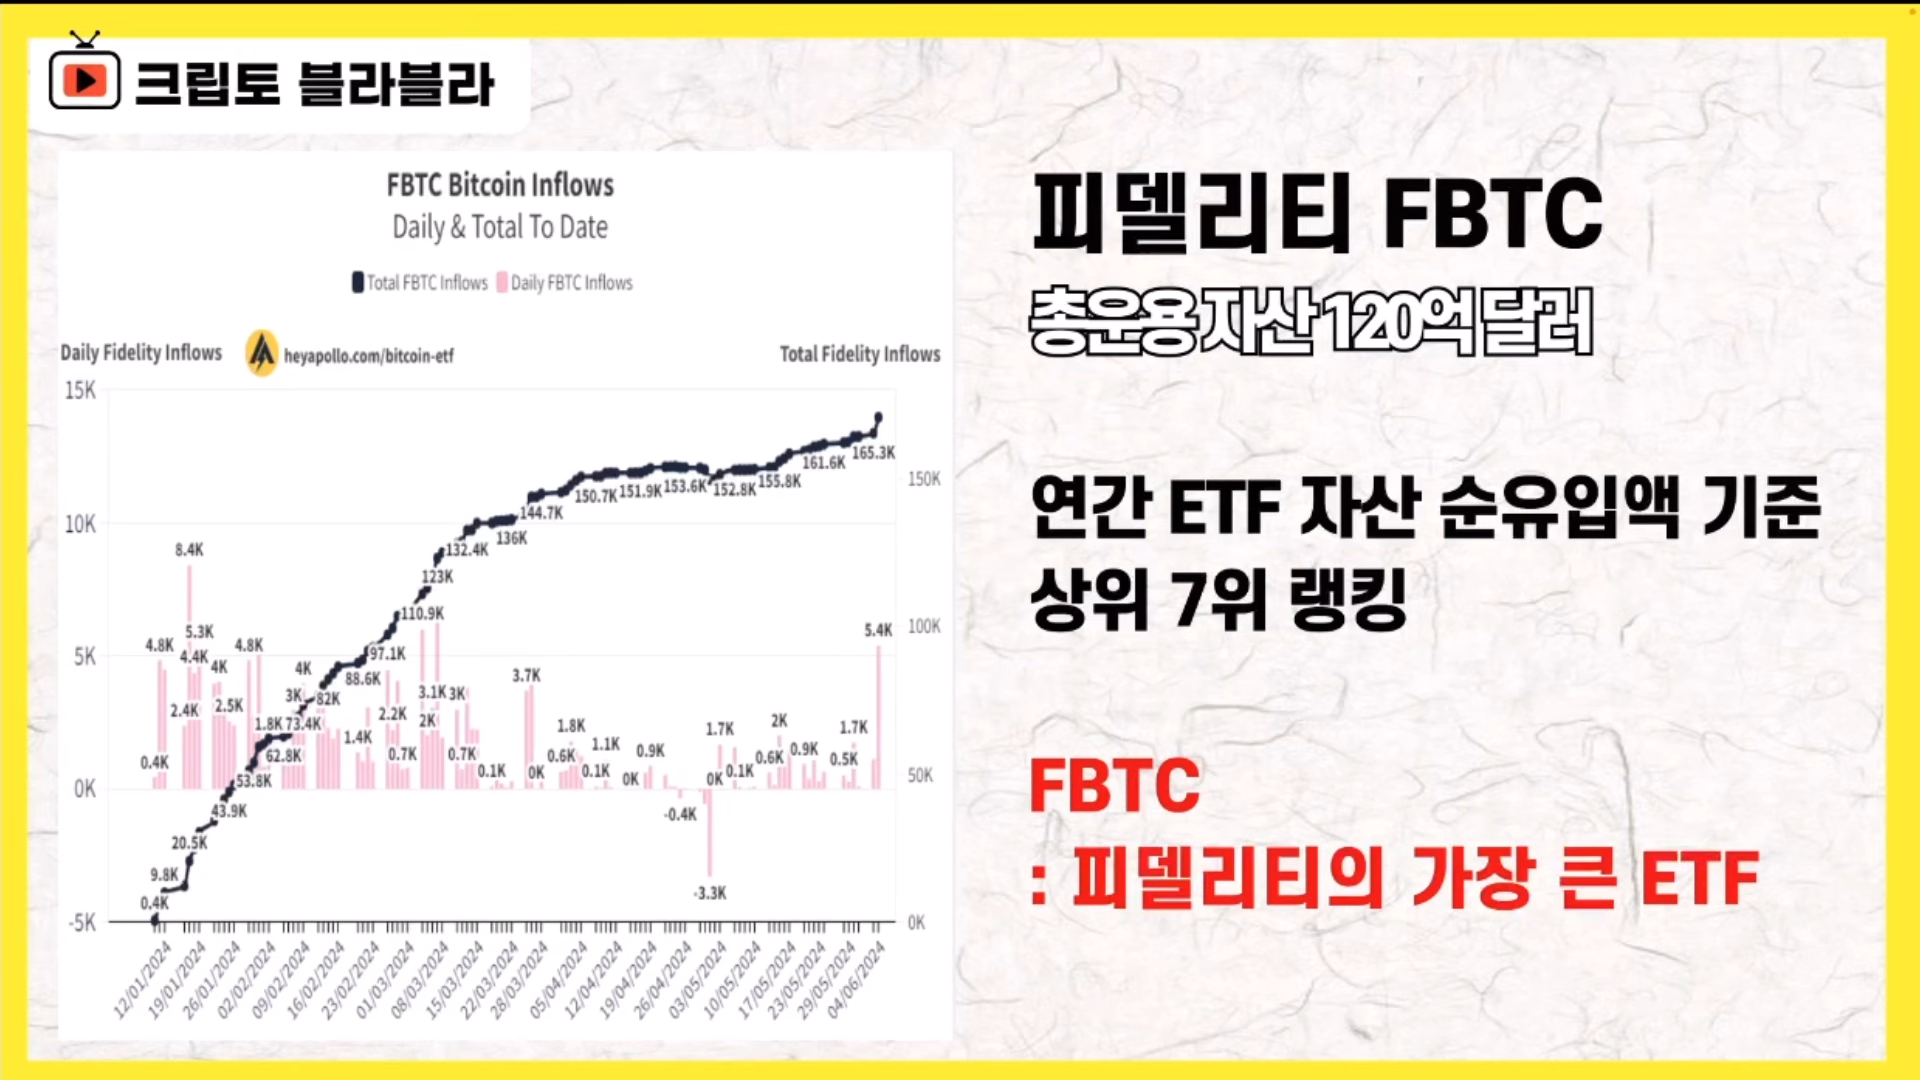 크립토 블라블라
FBTC Bitcoin Inflows
Daily & Total To Date
Total FBTC Inflows Daily FBTC Inflows
Daily Fidelity Inflows heyapollo.com/bitcoin-etf Total Fidelity Inflows
15K
10K
5K
0K
-5K
150K
100K
50K
0K
0.4K
9.8K
20.5K
43.9K
53.8K
62.8K
73.4K
82K
88.6K
97.1K
110.9K
123K
132.4K
136K
144.7K
150.7K
151.9K
153.6K
152.8K
155.8K
161.6K
165.3K
0.4K
4.8K
2.4K
8.4K
4.4K
5.3K
4K
2.5K
4.8K
1.8K
3K
4K
1.4K
2.2K
0.7K
2K
3.1K
3K
0.7K
0.1K
3.7K
0K
0.6K
1.8K
0.1K
1.1K
0K
0.9K
-0.4K
-3.3K
0K
1.7K
0.1K
0.6K
2K
0.9K
0.5K
1.7K
5.4K
12/01/2024
19/01/2024
26/01/2024
02/02/2024
09/02/2024
16/02/2024
23/02/2024
01/03/2024
08/03/2024
15/03/2024
22/03/2024
28/03/2024
05/04/2024
12/04/2024
19/04/2024
26/04/2024
03/05/2024
10/05/2024
17/05/2024
23/05/2024
29/05/2024
04/06/2024
피델리티 FBTC
총운용자산 120억 달러
연간 ETF 자산 순유입액 기준
상위 7위 랭킹
FBTC
: 피델리티의 가장 큰 ETF